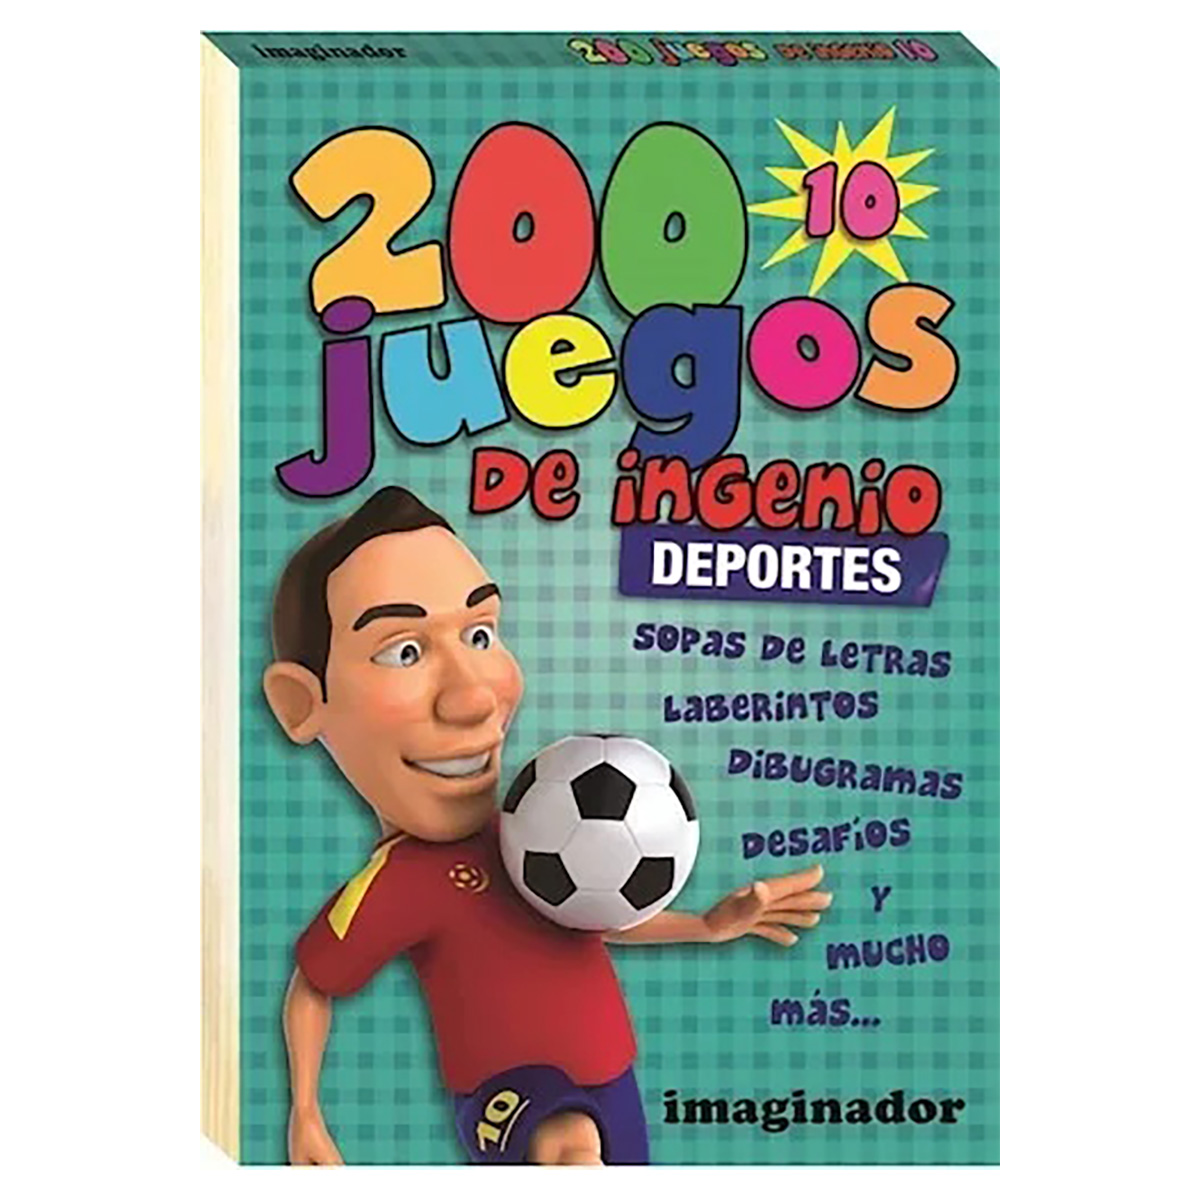 imaginador 200 juegos De ingenio 10
200
10
juegos
De ingenio
DEPORTES
SOPAS DE LETRAS
LABERINTOS
DIBUGRAMAS
DESAFÍOS
Y
MUCHO
MÁS...
10
imaginador